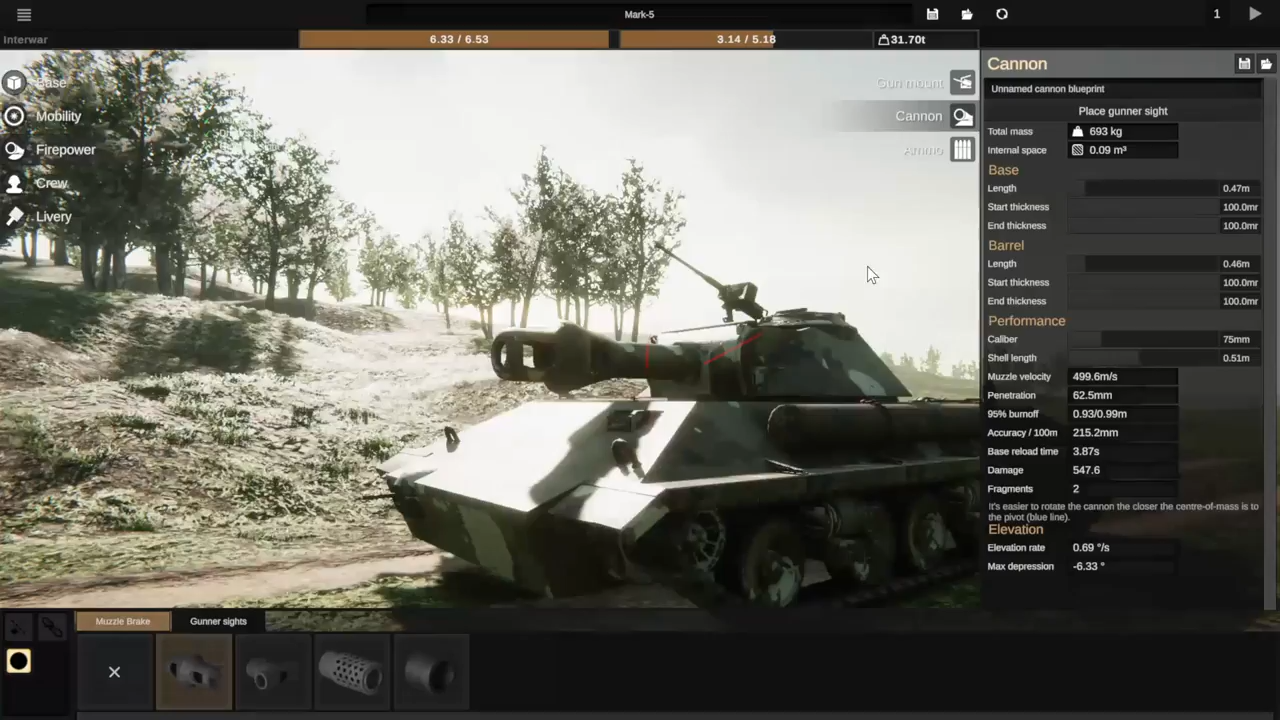 Mark-5
1
Interwar
6.33 / 6.53
3.14 / 5.18
31.70t
Base
Mobility
Firepower
Crew
Livery
Gun mount
Cannon
Ammo
Cannon
Unnamed cannon blueprint
Place gunner sight
Total mass 693 kg
Internal space 0.09 m³
Base
Length 0.47m
Start thickness 100.0mr
End thickness 100.0mr
Barrel
Length 0.46m
Start thickness 100.0mr
End thickness 100.0mr
Performance
Caliber 75mm
Shell length 0.51m
Muzzle velocity 499.6m/s
Penetration 62.5mm
95% burnoff 0.93/0.99m
Accuracy / 100m 215.2mm
Base reload time 3.87s
Damage 547.6
Fragments 2
It's easier to rotate the cannon the closer the centre-of-mass is to
the pivot (blue line).
Elevation
Elevation rate 0.69 °/s
Max depression -6.33 °
Muzzle Brake
Gunner sights